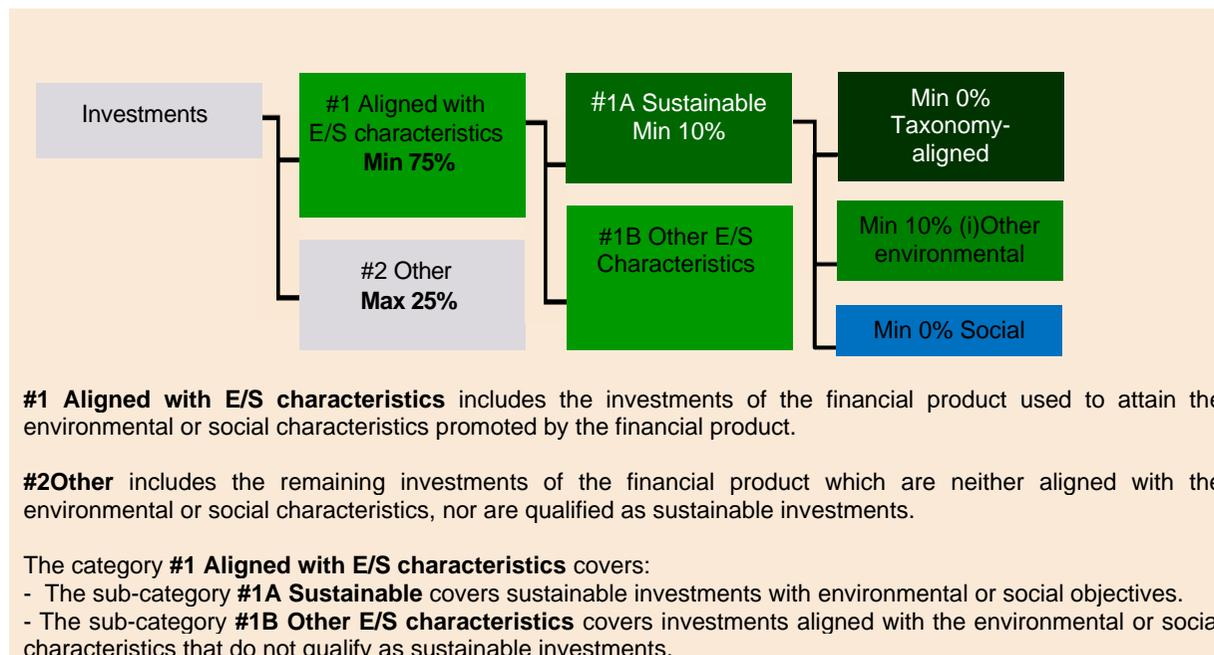 Investments
#1 Aligned with
E/S characteristics
Min 75%
#2 Other
Max 25%
#1A Sustainable
Min 10%
#1B Other E/S
Characteristics
Min 0%
Taxonomy-
aligned
Min 10% (i)Other
environmental
Min 0% Social
#1 Aligned with E/S characteristics includes the investments of the financial product used to attain the
environmental or social characteristics promoted by the financial product.
#2Other includes the remaining investments of the financial product which are neither aligned with the
environmental or social characteristics, nor are qualified as sustainable investments.
The category #1 Aligned with E/S characteristics covers:
- The sub-category #1A Sustainable covers sustainable investments with environmental or social objectives.
- The sub-category #1B Other E/S characteristics covers investments aligned with the environmental or socia
characteristics that do not qualify as sustainable investments.